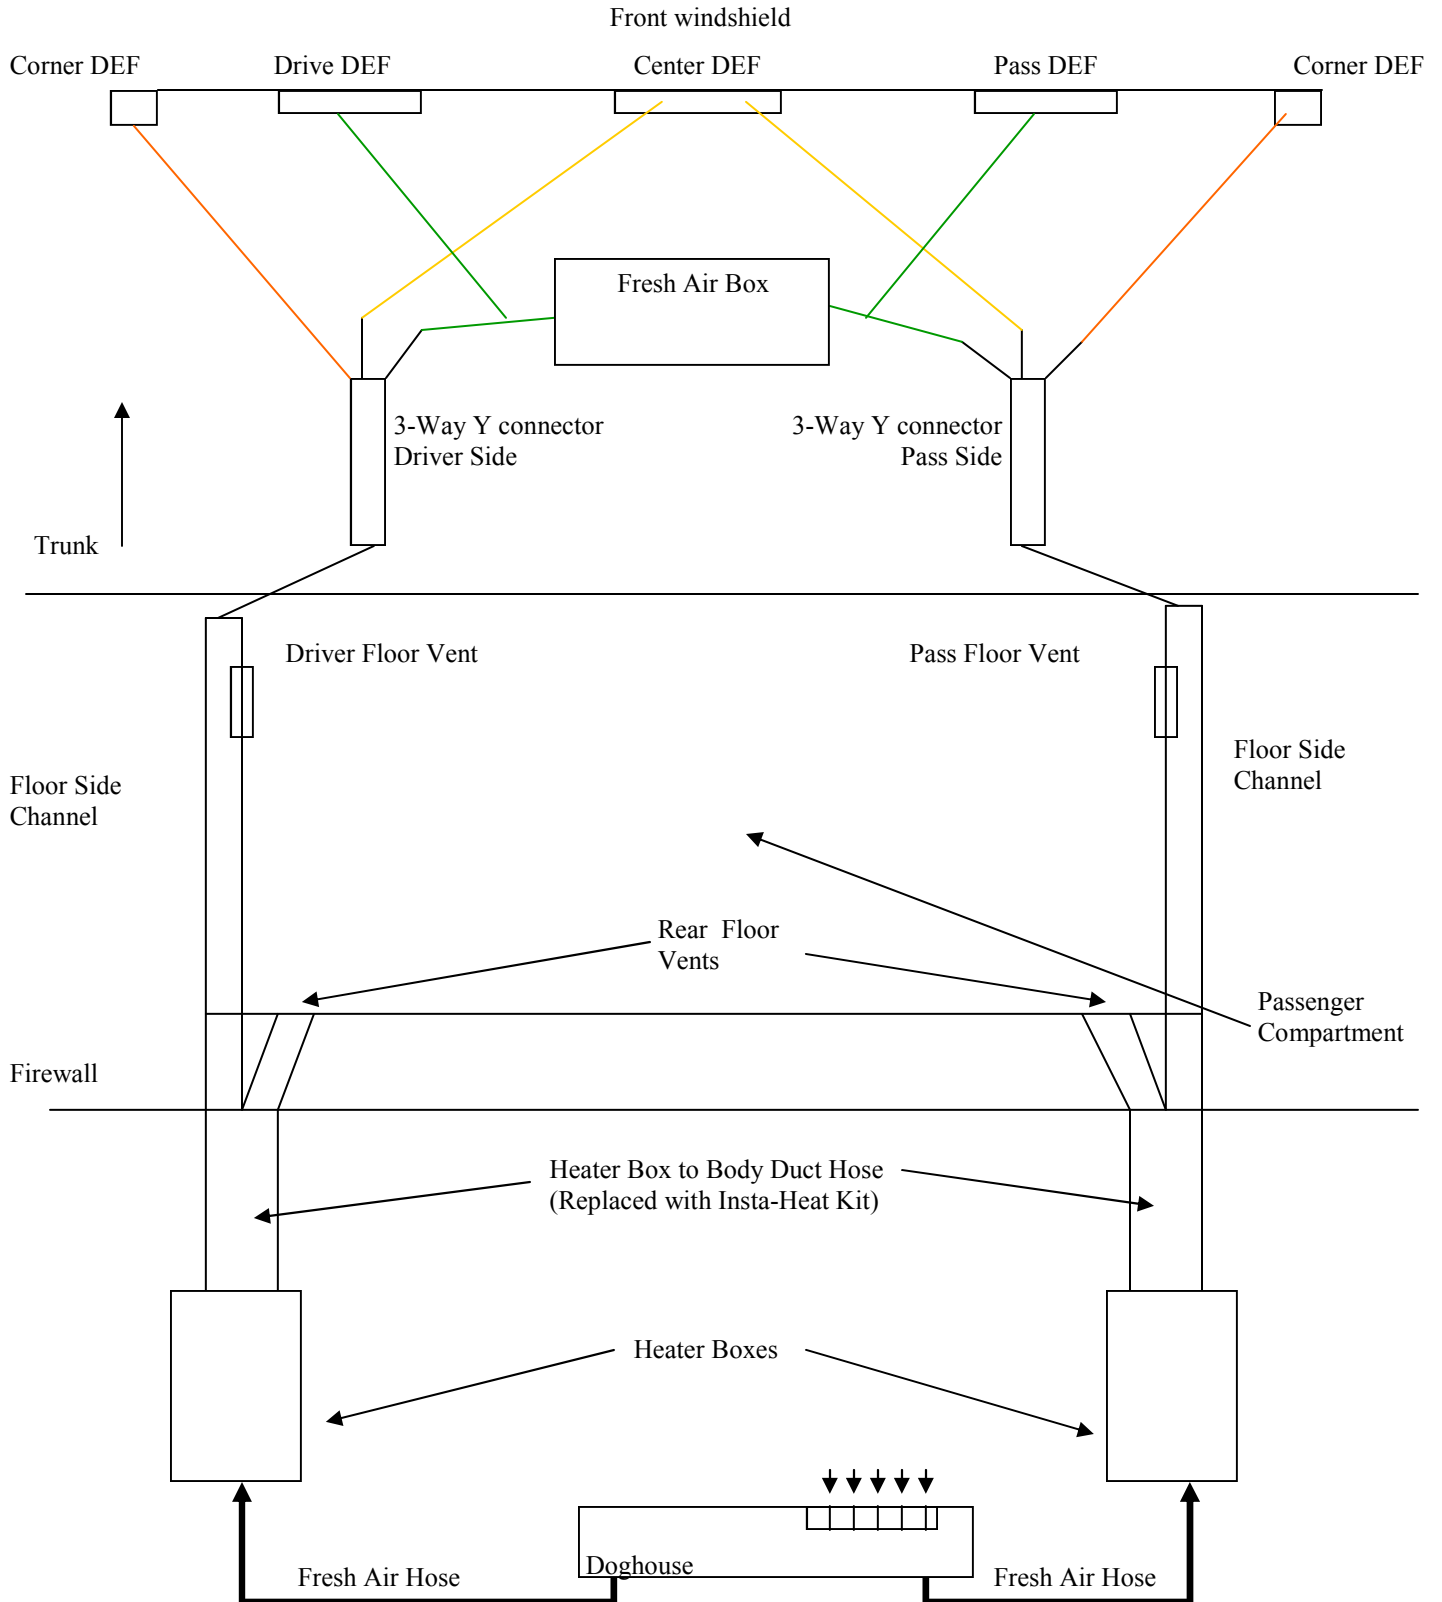 Front windshield
Corner DEF
Drive DEF
Center DEF
Pass DEF
Corner DEF
Fresh Air Box
3-Way Y connector
Driver Side
3-Way Y connector
Pass Side
Trunk
Driver Floor Vent
Pass Floor Vent
Floor Side
Channel
Floor Side
Channel
Rear Floor
Vents
Passenger
Compartment
Firewall
Heater Box to Body Duct Hose
(Replaced with Insta-Heat Kit)
Heater Boxes
Doghouse
Fresh Air Hose
Fresh Air Hose